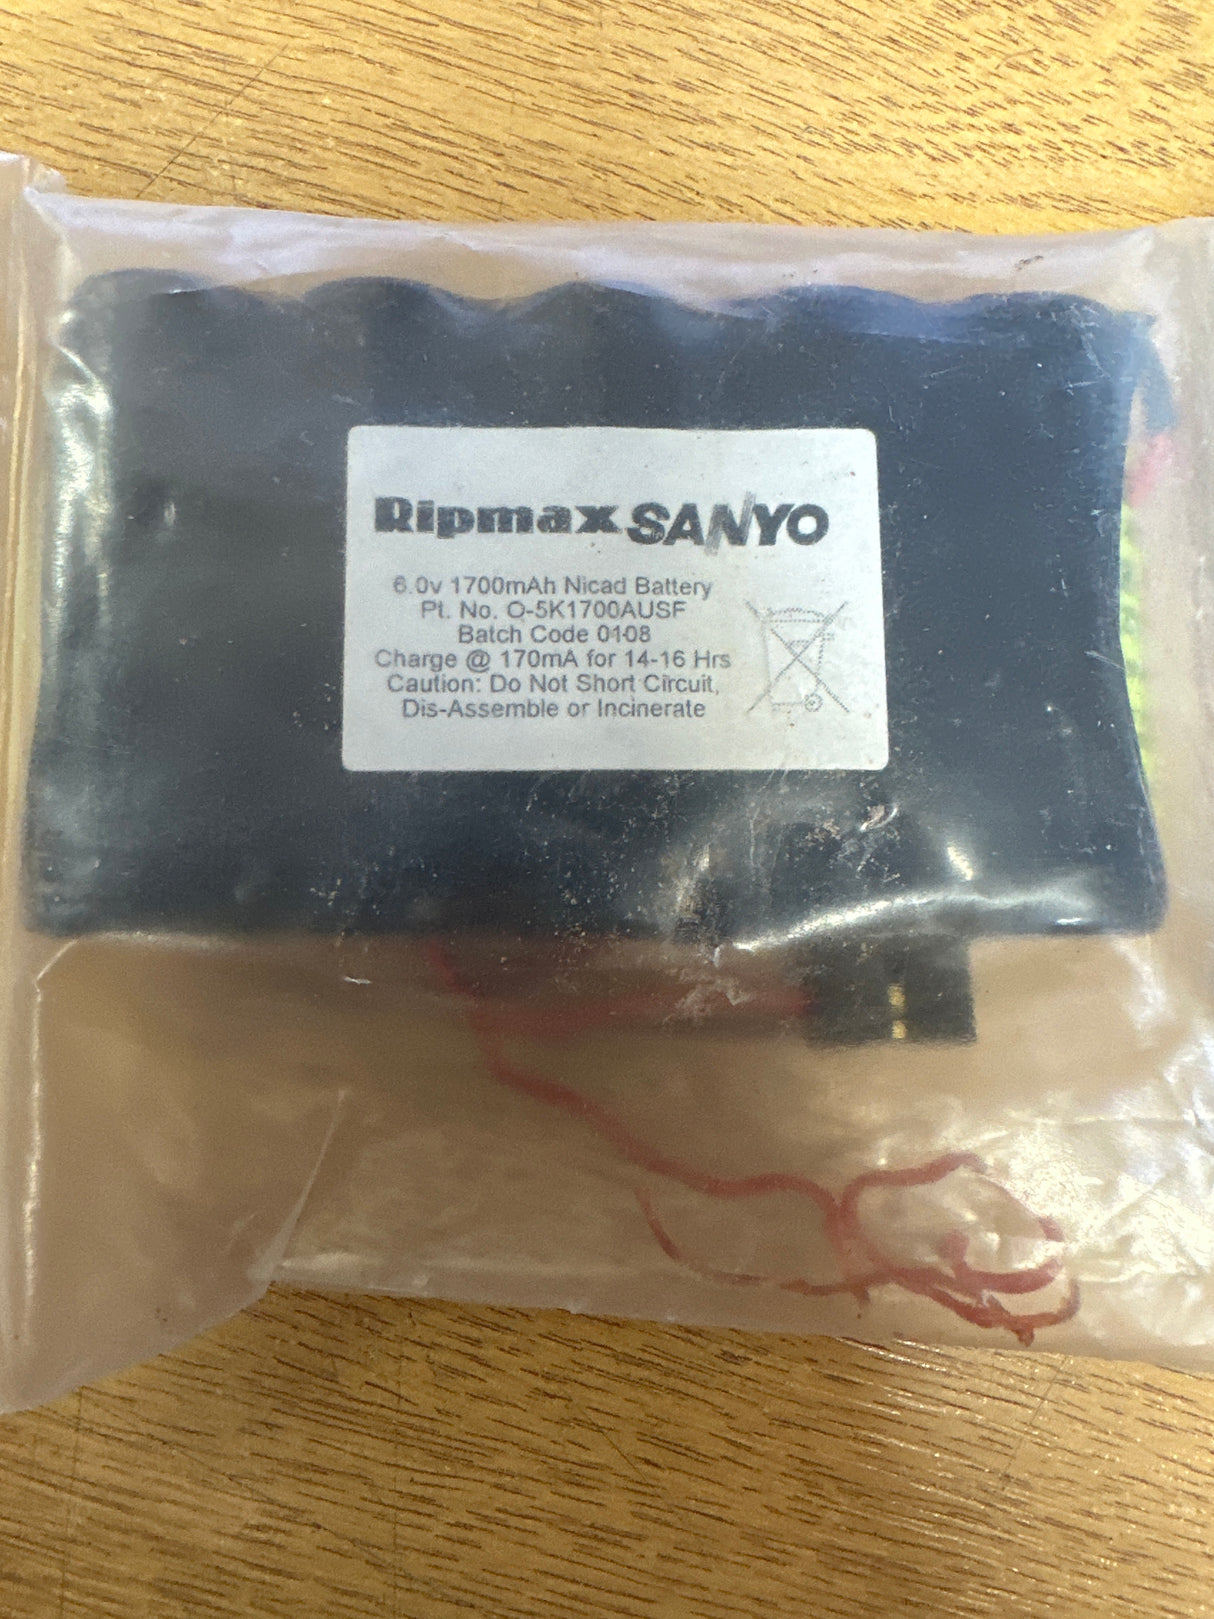 Ripmax SANYO
6.0v 1700mAh Nicad Battery
Pt. No. O-5K1700AUSF
Batch Code 0108
Charge @ 170mA for 14-16 Hrs
Caution: Do Not Short Circuit,
Dis-Assemble or Incinerate